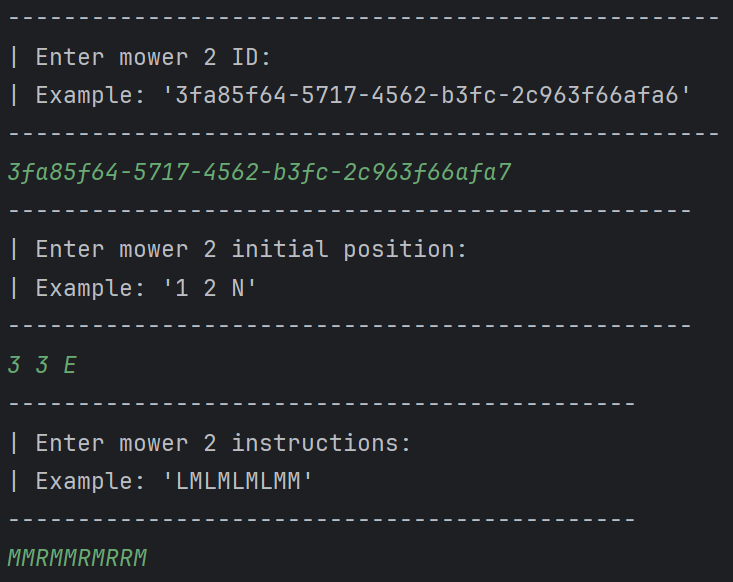 ---------------------------------------------------
| Enter mower 2 ID:
| Example: '3fa85f64-5717-4562-b3fc-2c963f66afa6'
---------------------------------------------------
3fa85f64-5717-4562-b3fc-2c963f66afa7
-------------------------------------------------
| Enter mower 2 initial position:
| Example: '1 2 N'
-------------------------------------------------
3 3 E
---------------------------------------------
| Enter mower 2 instructions:
| Example: 'LMLMLMLMM'
---------------------------------------------
MMRMMRMRRM